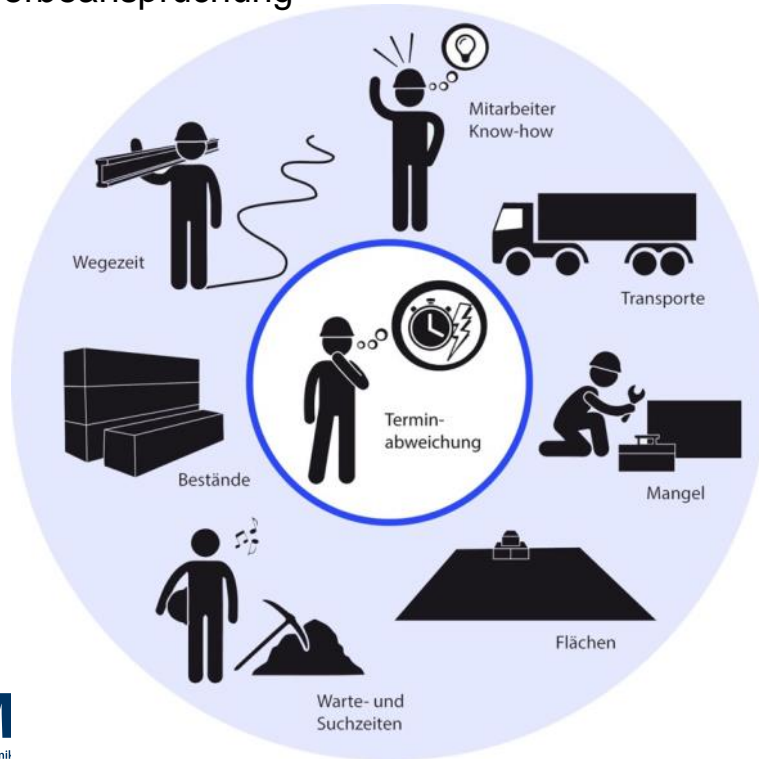 Mitarbeiter
Know-how
Wegezeit
Transporte
Termin-
abweichung
Bestände
Mangel
Flächen
Warte- und
Suchzeiten